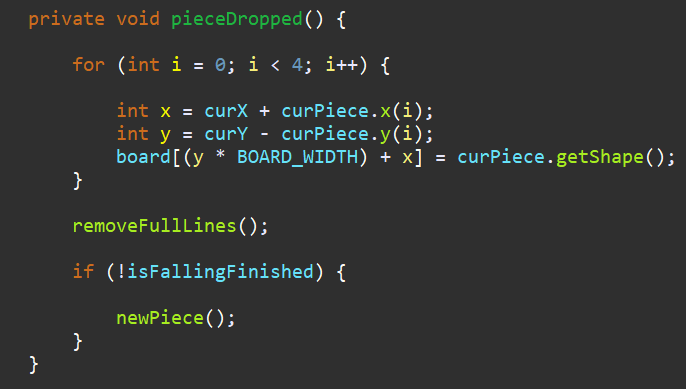 private void pieceDropped() {
for (int i = 0; i < 4; i++) {
int x = curX + curPiece.x(i);
int y = curY - curPiece.y(i);
board[(y * BOARD_WIDTH) + x] = curPiece.getShape();
}
removeFullLines();
if (!isFallingFinished) {
newPiece();
}
}